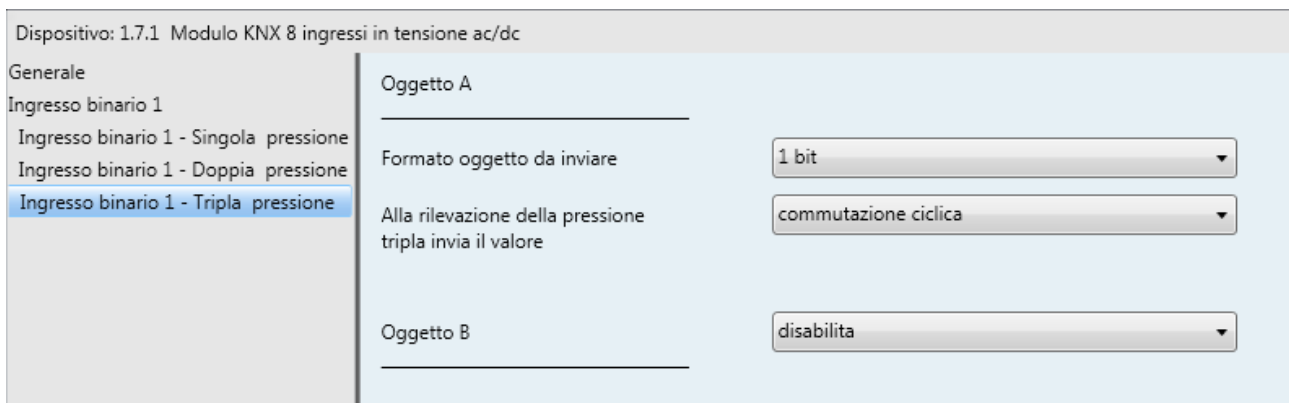 Dispositivo: 1.7.1 Modulo KNX 8 ingressi in tensione ac/dc
Generale
Ingresso binario 1
Ingresso binario 1 - Singola pressione
Ingresso binario 1 - Doppia pressione
Ingresso binario 1 - Tripla pressione
Oggetto A
Formato oggetto da inviare
1 bit
Alla rilevazione della pressione
tripla invia il valore
commutazione ciclica
Oggetto B
disabilita